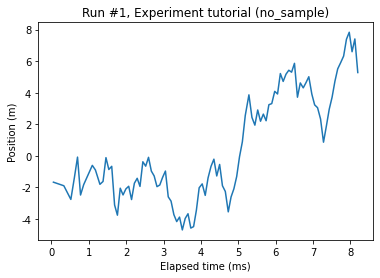 Run #1, Experiment tutorial (no_sample)
Position (m)
8
6
4
2
0
-2
-4
0 1 2 3 4 5 6 7 8
Elapsed time (ms)